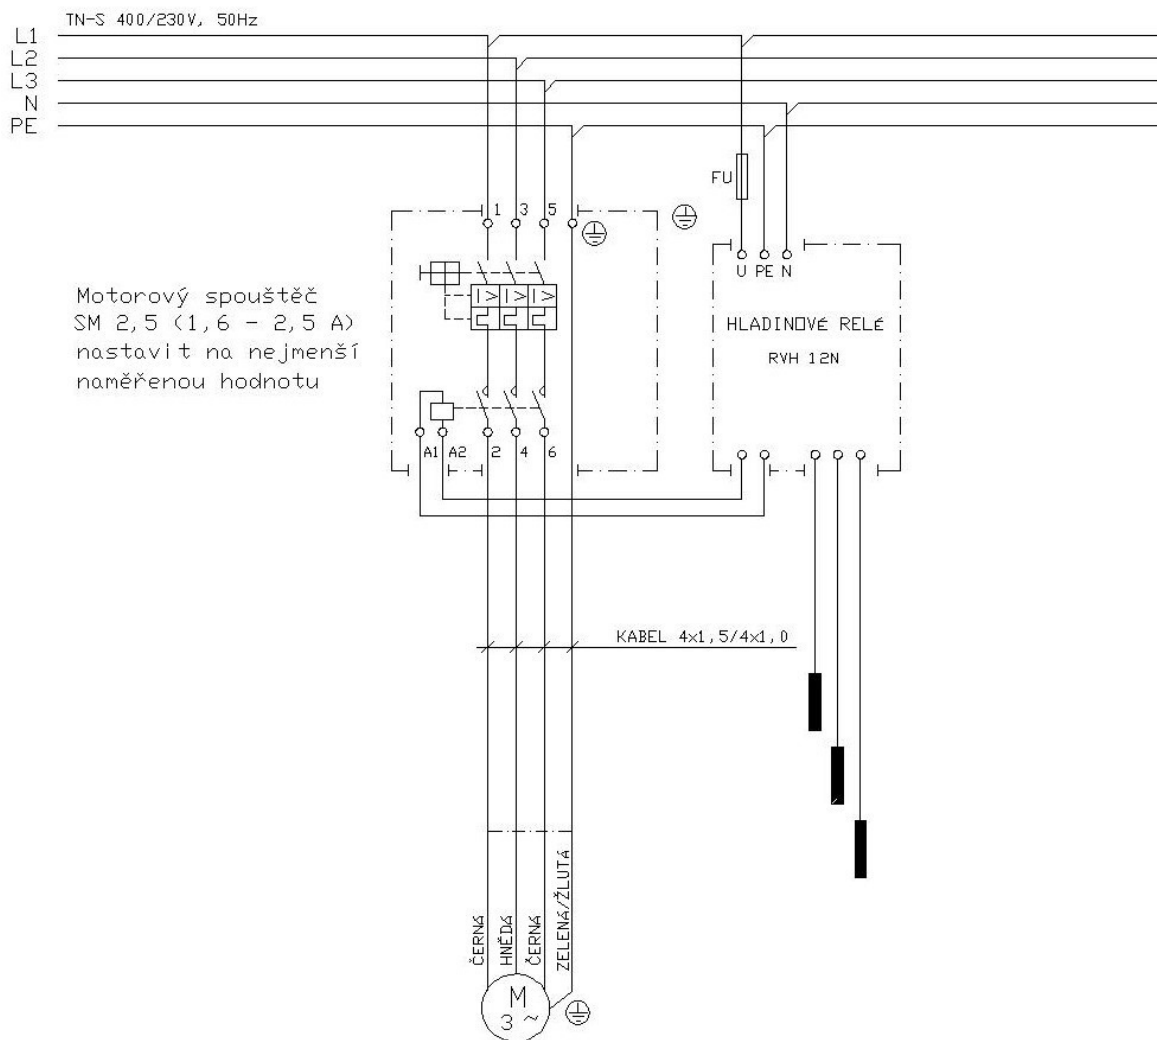 TN-S 400/230V, 50Hz
L1
L2
L3
N
PE
FU
1 3 5
U PE N
Motorový spouštěč
SM 2,5 (1,6 - 2,5 A)
nastavit na nejmenší
naměřenou hodnotu
I> I> I>
HLADINOVÉ RELÉ
RVH 12N
A1 A2 2 4 6
KABEL 4x1,5/4x1,0
ČERNÁ
HNĚDÁ
ČERNÁ
ZELENÁ/ŽLUTÁ
M
3 ~